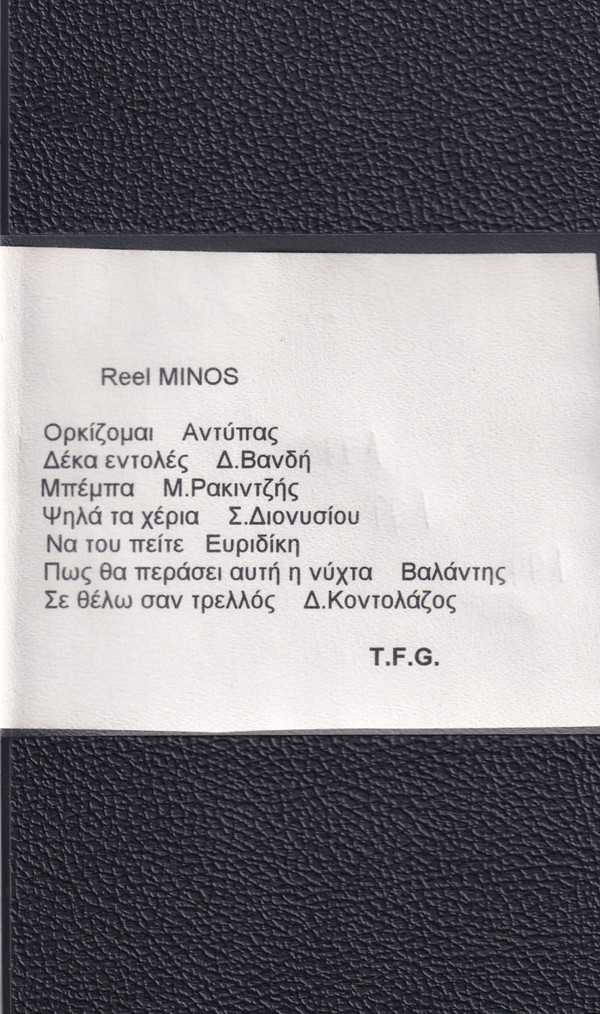 Reel MINOS
Ορκίζομαι Αντύπας
Δέκα εντολές Δ.Βανδή
Μπέμπα Μ.Ρακιντζής
Ψηλά τα χέρια Σ.Διονυσίου
Να του πείτε Ευριδίκη
Πως θα περάσει αυτή η νύχτα Βαλάντης
Σε θέλω σαν τρελλός Δ.Κοντολάζος
T.F.G.